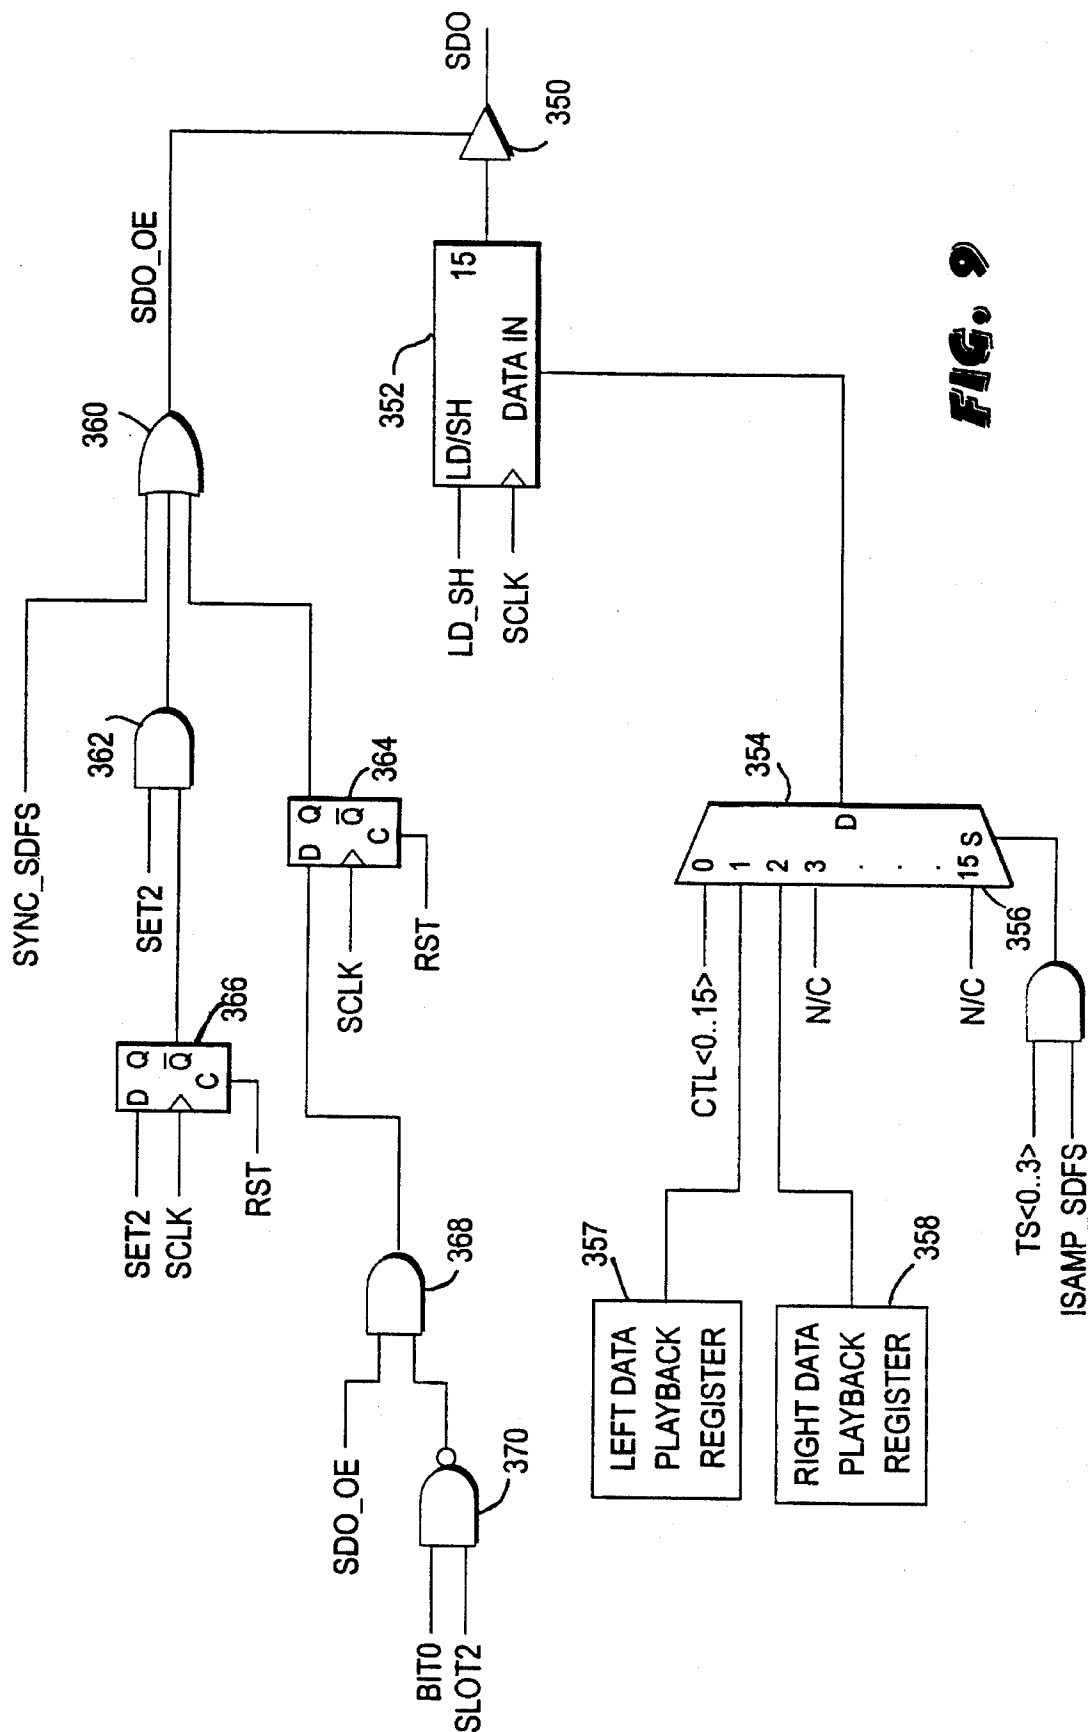 SYNC_SDFS
SDO_OE
360
SDO
350
362
SET2
366
SET2
SCLK
D Q
Q
C
RST
364
D Q
Q
C
SCLK
RST
352
LD_SH
SCLK
LD/SH 15
DATA IN
368
SDO_OE
370
BIT0
SLOT2
354
CTL<0..15>
0
1
2
3
.
.
.
15 S
D
N/C
N/C
356
357
LEFT DATA
PLAYBACK
REGISTER
358
RIGHT DATA
PLAYBACK
REGISTER
TS<0..3>
ISAMP_SDFS
FIG. 9